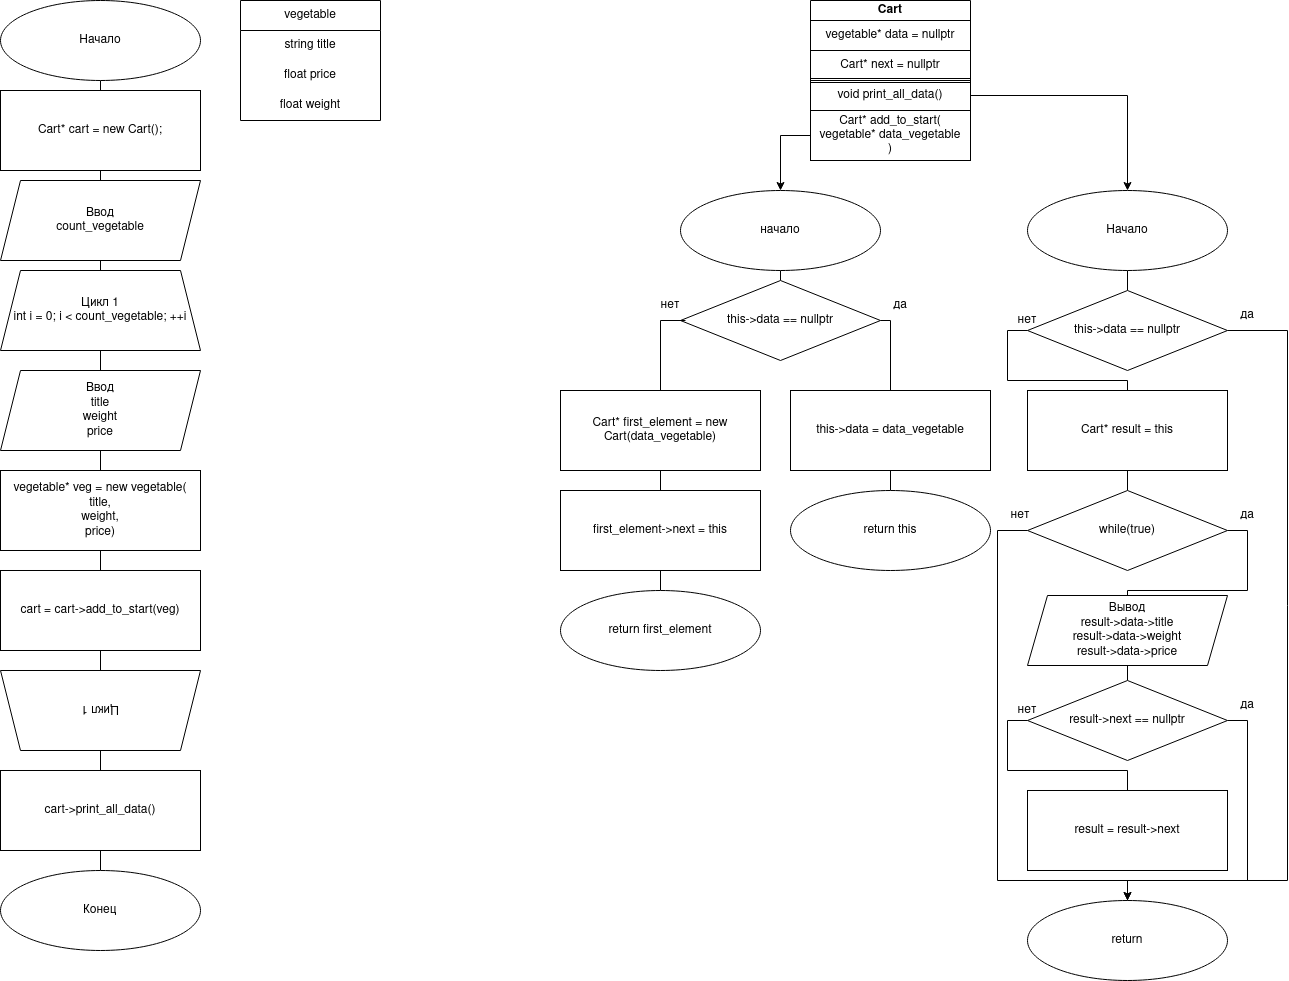 Начало
Cart* cart = new Cart();
Ввод
count_vegetable
Цикл 1
int i = 0; i < count_vegetable; ++i
Ввод
title
weight
price
vegetable* veg = new vegetable(
title,
weight,
price)
cart = cart->add_to_start(veg)
Цикл 1
cart->print_all_data()
Конец
vegetable
string title
float price
float weight
Cart
vegetable* data = nullptr
Cart* next = nullptr
void print_all_data()
Cart* add_to_start(
vegetable* data_vegetable
)
начало
нет
да
this->data == nullptr
Cart* first_element = new
Cart(data_vegetable)
this->data = data_vegetable
first_element->next = this
return this
return first_element
Начало
нет
да
this->data == nullptr
Cart* result = this
нет
да
while(true)
Вывод
result->data->title
result->data->weight
result->data->price
нет
да
result->next == nullptr
result = result->next
return